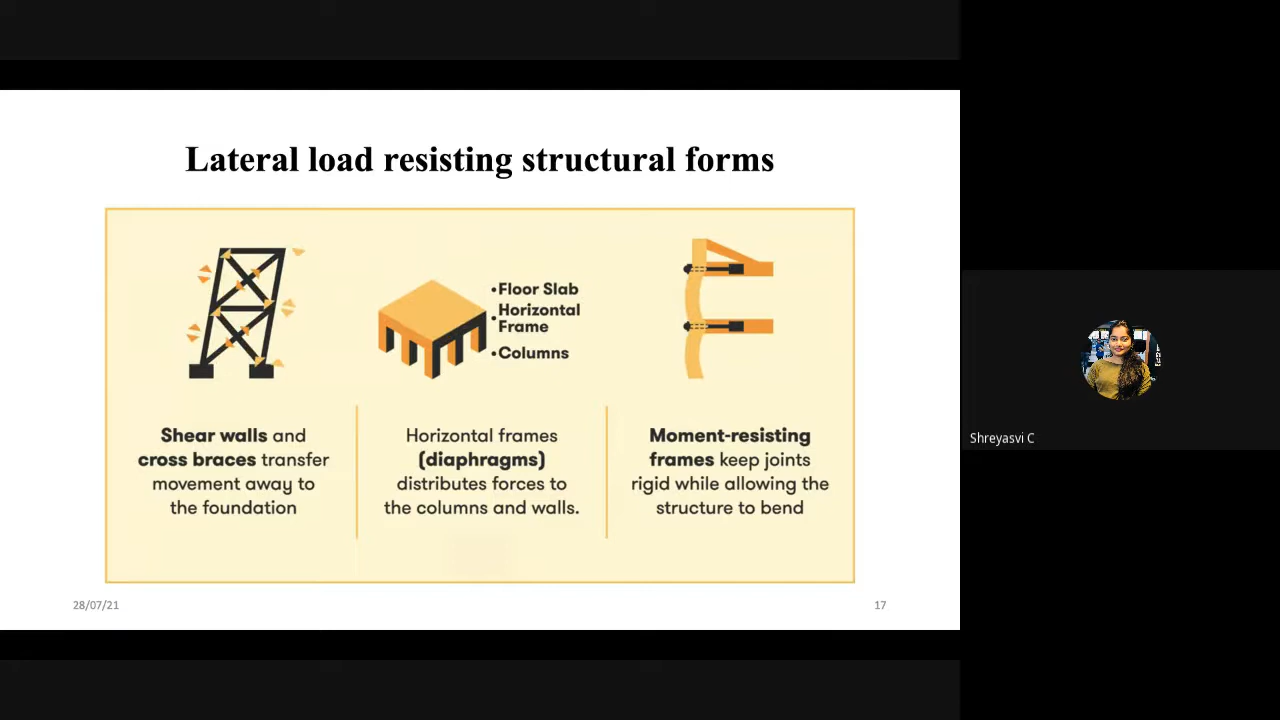 Lateral load resisting structural forms
•Floor Slab
•Horizontal
Frame
•Columns
Shear walls and
cross braces transfer
movement away to
the foundation
Horizontal frames
(diaphragms)
distributes forces to
the columns and walls.
Moment-resisting
frames keep joints
rigid while allowing the
structure to bend
28/07/21
17
Shreyasvi C